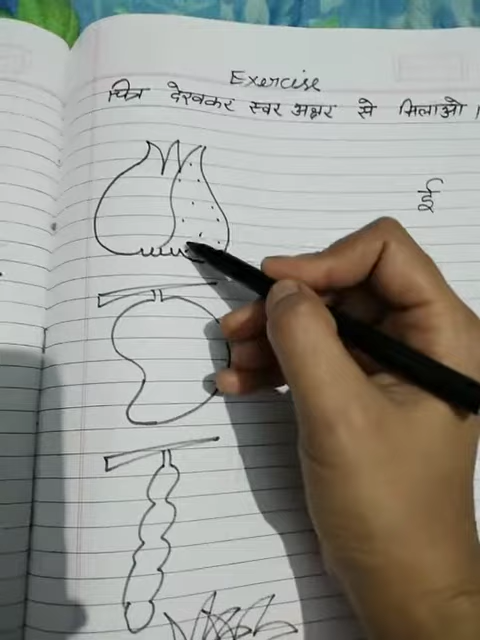 Exercise
चित्र देखकर स्वर अक्षर से मिलाओ।
ई